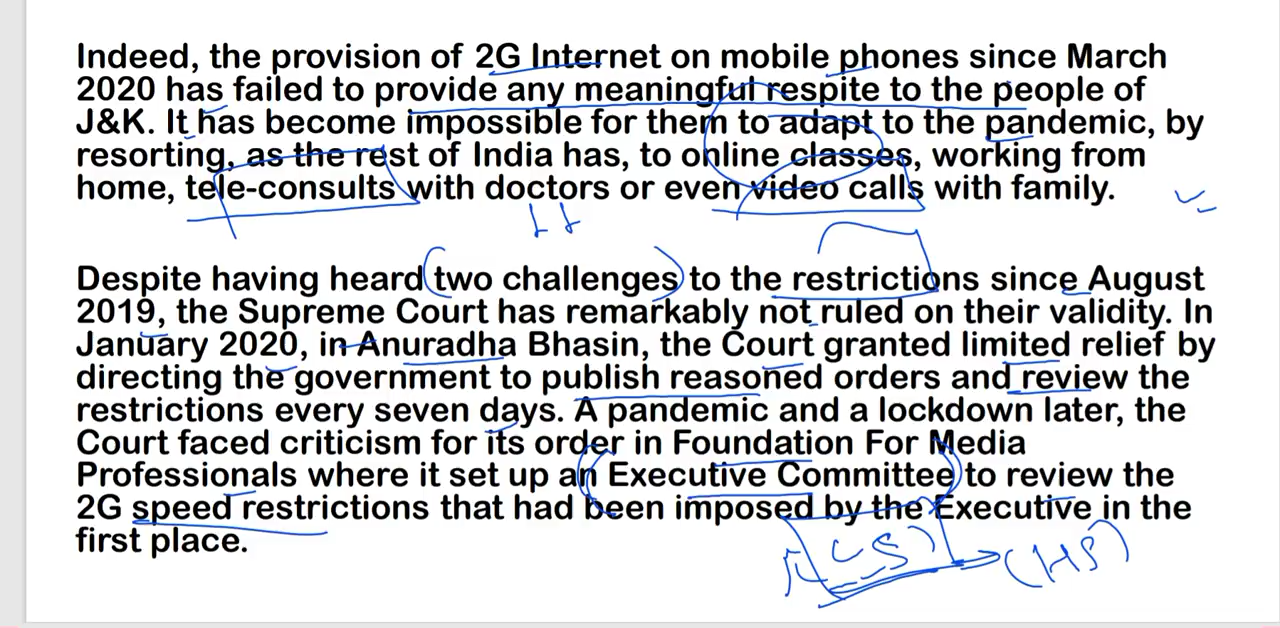 Indeed, the provision of 2G Internet on mobile phones since March
2020 has failed to provide any meaningful respite to the people of
J&K. It has become impossible for them to adapt to the pandemic, by
resorting, as the rest of India has, to online classes, working from
home, tele-consults with doctors or even video calls with family.
Despite having heard two challenges to the restrictions since August
2019, the Supreme Court has remarkably not ruled on their validity. In
January 2020, in Anuradha Bhasin, the Court granted limited relief by
directing the government to publish reasoned orders and review the
restrictions every seven days. A pandemic and a lockdown later, the
Court faced criticism for its order in Foundation For Media
Professionals where it set up an Executive Committee to review the
2G speed restrictions that had been imposed by the Executive in the
first place.
(HS)